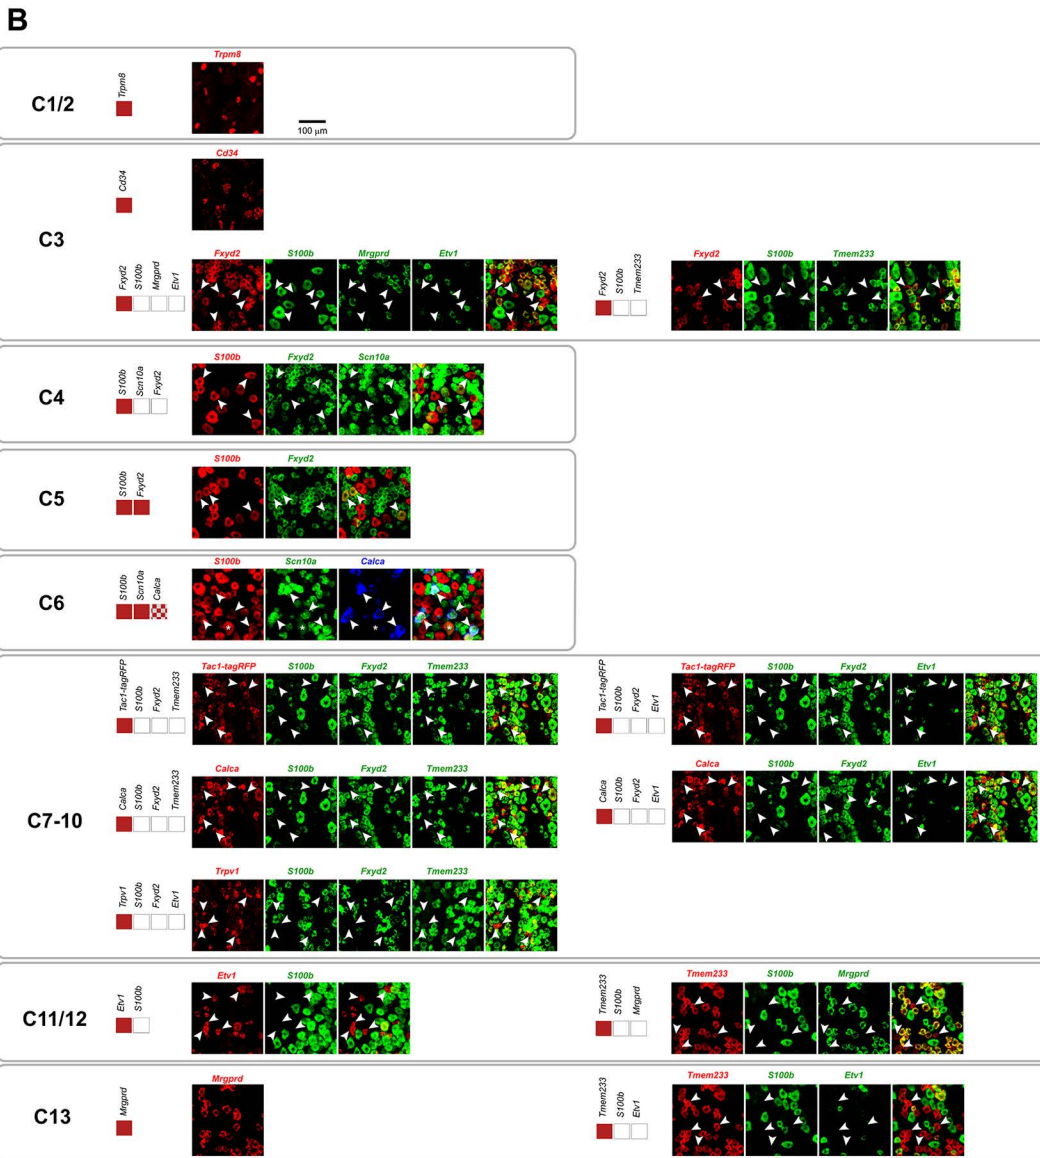 B
C1/2
Trpm8
Trpm8
100 µm
C3
Cd34
Cd34
Fxyd2 S100b Mrgprd Etv1
Fxyd2 S100b Mrgprd Etv1
Fxyd2 S100b Tmem233
Fxyd2 S100b Tmem233
C4
S100b Scn10a Fxyd2
S100b Fxyd2 Scn10a
C5
S100b Fxyd2
S100b Fxyd2
C6
S100b Scn10a Calca
S100b Scn10a Calca
* * * *
C7-10
Tac1-tagRFP S100b Fxyd2 Tmem233
Tac1-tagRFP S100b Fxyd2 Tmem233
Tac1-tagRFP S100b Fxyd2 Etv1
Tac1-tagRFP S100b Fxyd2 Etv1
Calca S100b Fxyd2 Tmem233
Calca S100b Fxyd2 Tmem233
Calca S100b Fxyd2 Etv1
Calca S100b Fxyd2 Etv1
Trpv1 S100b Fxyd2 Etv1
Trpv1 S100b Fxyd2 Tmem233
C11/12
Etv1 S100b
Etv1 S100b
Tmem233 S100b Mrgprd
Tmem233 S100b Mrgprd
C13
Mrgprd
Mrgprd
Tmem233 S100b Etv1
Tmem233 S100b Etv1